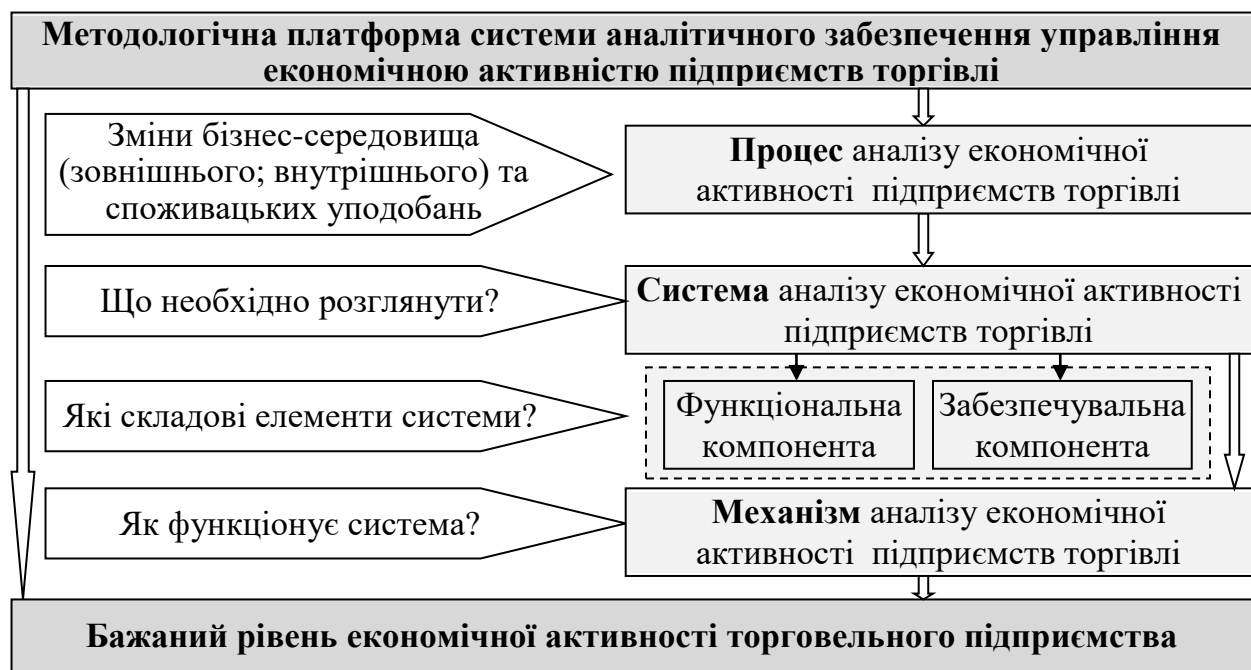 Методологічна платформа системи аналітичного забезпечення управління
економічною активністю підприємств торгівлі
Зміни бізнес-середовища
(зовнішнього; внутрішнього) та
споживацьких уподобань
Процес аналізу економічної
активності підприємств торгівлі
Що необхідно розглянути?
Система аналізу економічної активності
підприємств торгівлі
Які складові елементи системи?
Функціональна
компонента
Забезпечувальна
компонента
Як функціонує система?
Механізм аналізу економічної
активності підприємств торгівлі
Бажаний рівень економічної активності торговельного підприємства